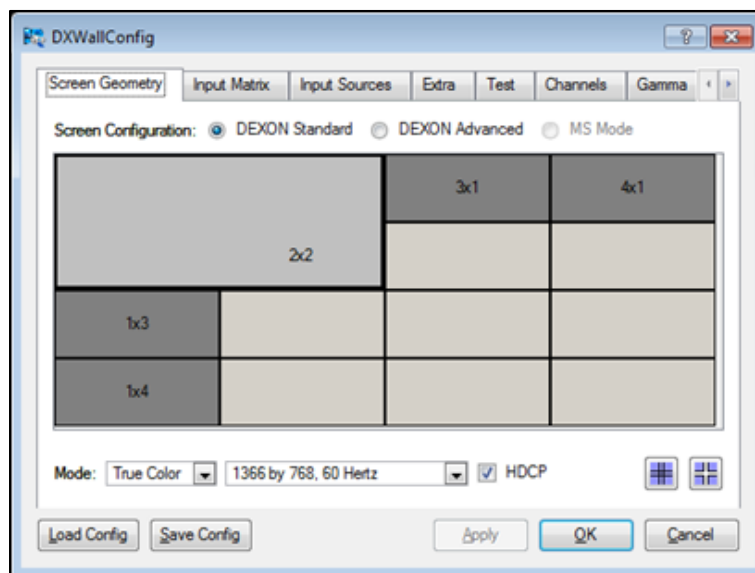 DXWallConfig
Screen Geometry Input Matrix Input Sources Extra Test Channels Gamma
Screen Configuration: DEXON Standard DEXON Advanced MS Mode
3x1 4x1
2x2
1x3
1x4
Mode: True Color 1366 by 768, 60 Hertz HDCP
Load Config Save Config Apply OK Cancel